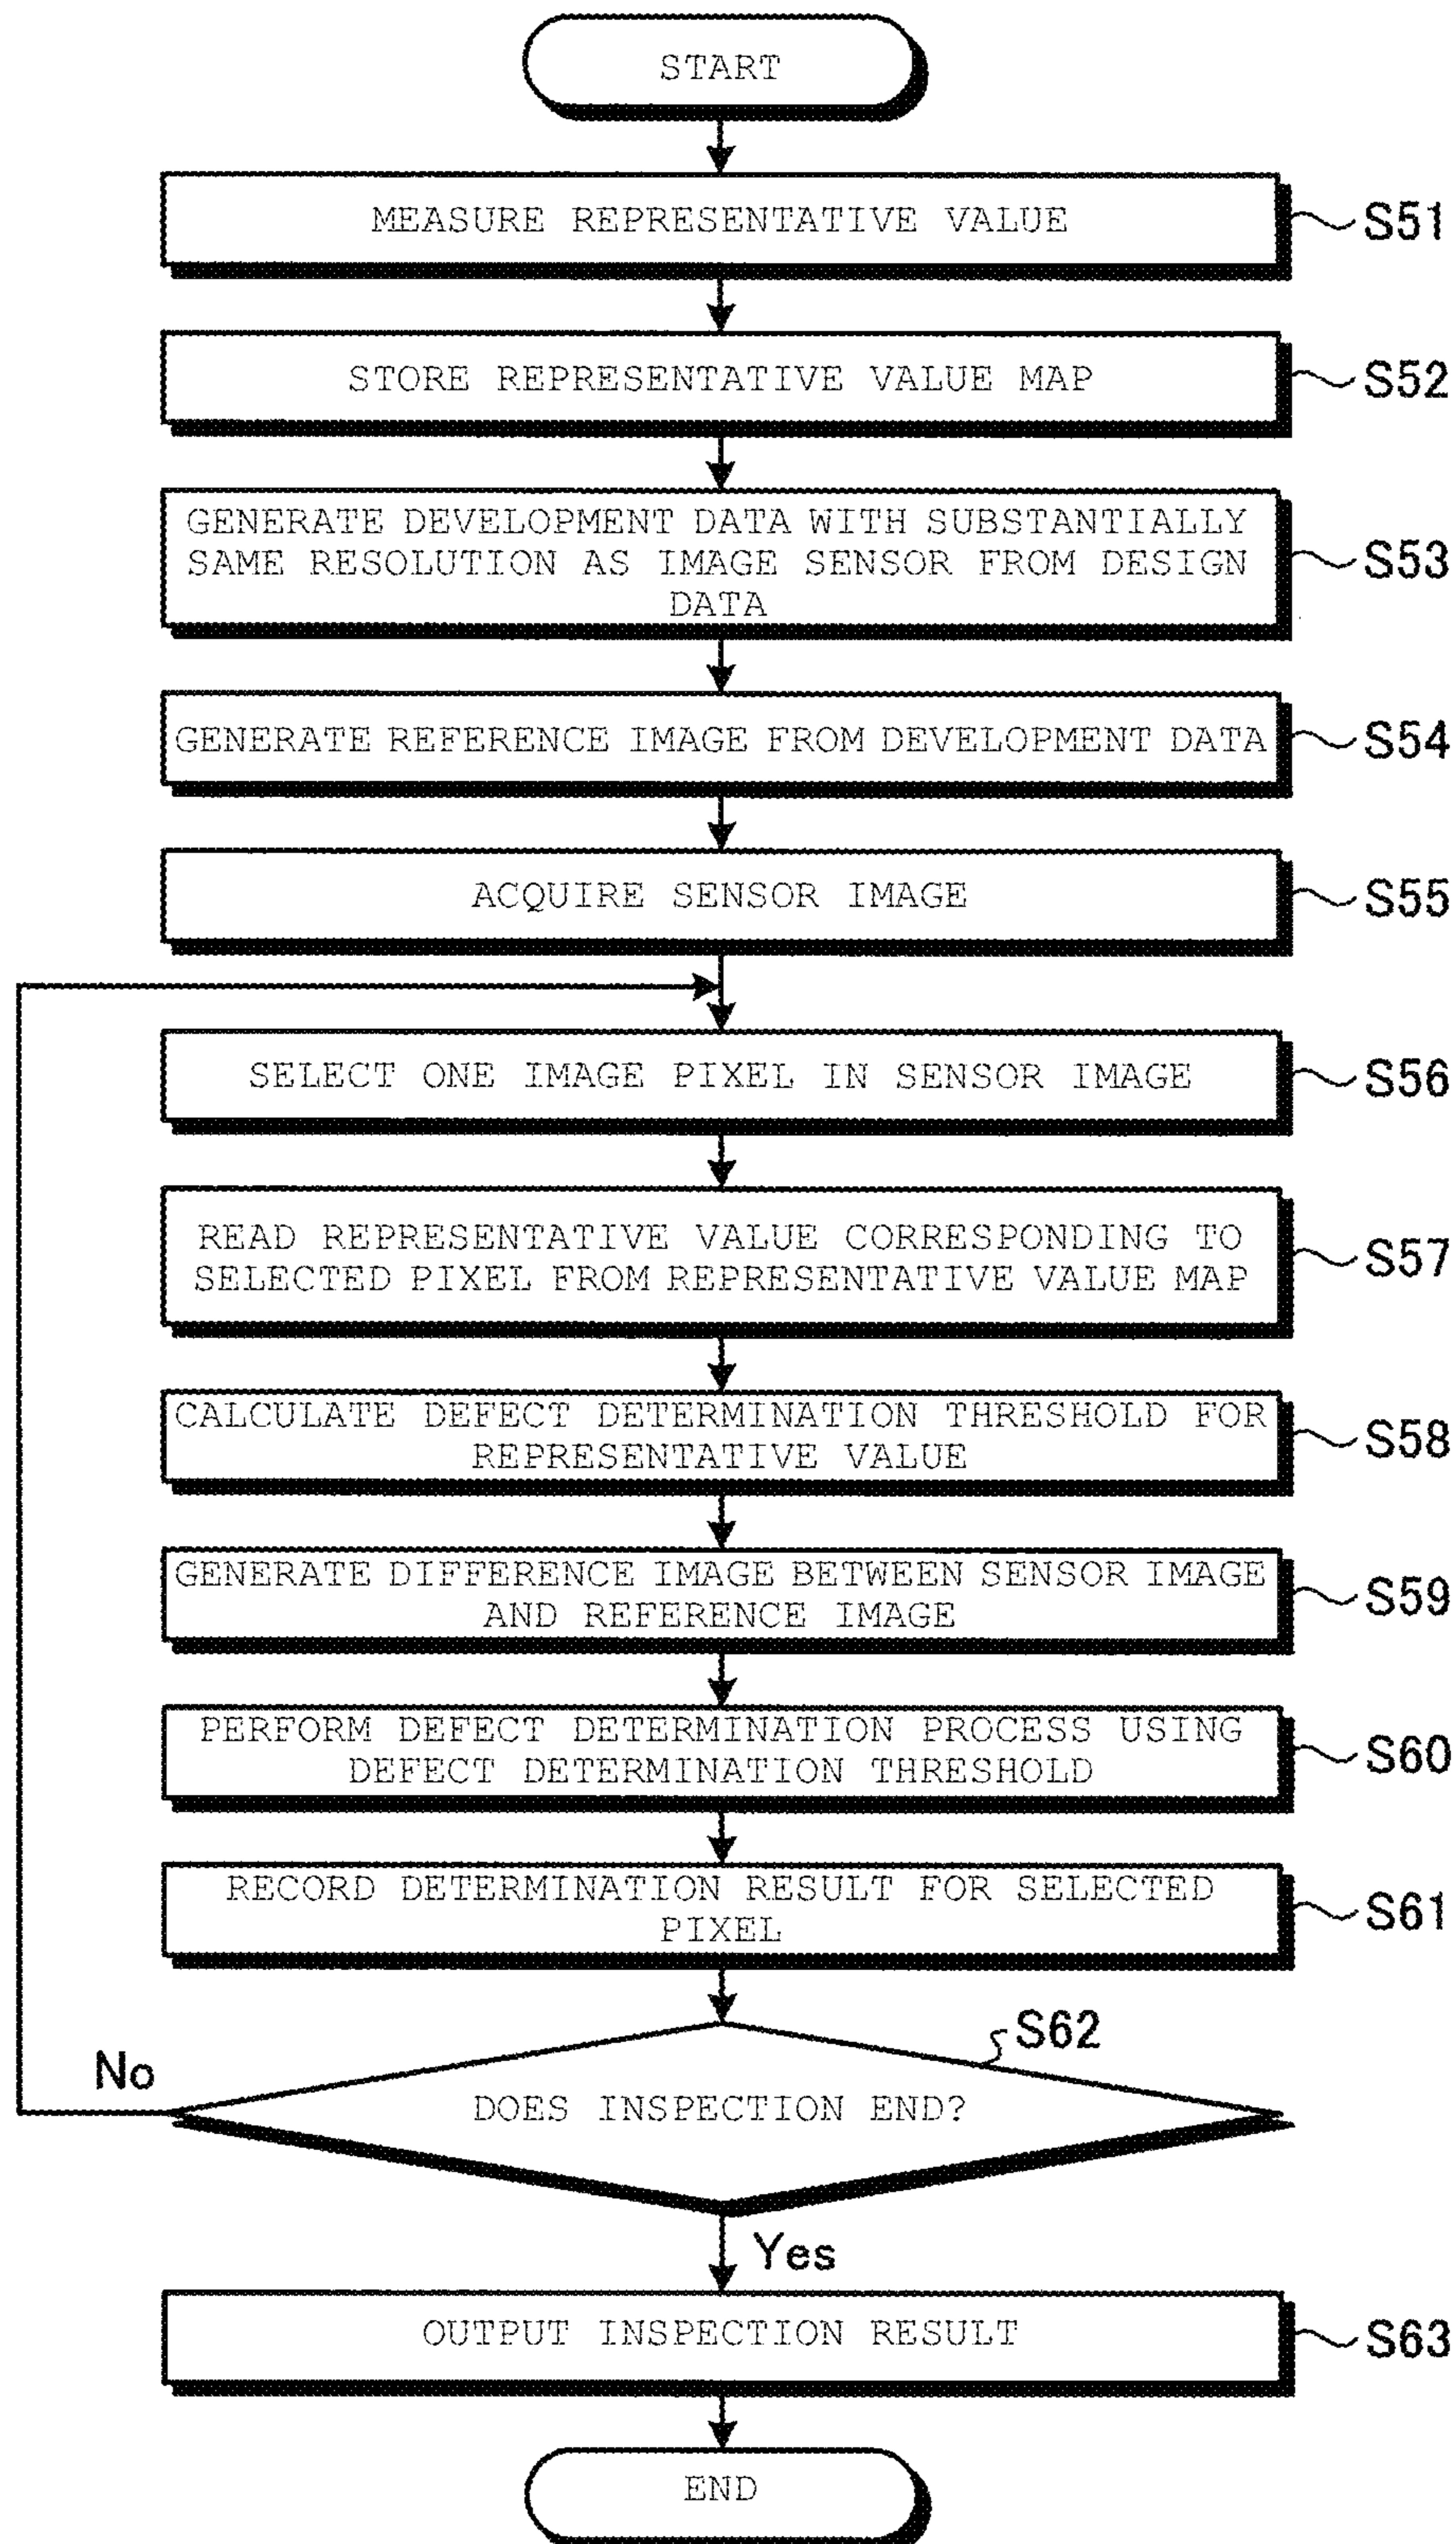 START
MEASURE REPRESENTATIVE VALUE
S51
STORE REPRESENTATIVE VALUE MAP
S52
GENERATE DEVELOPMENT DATA WITH SUBSTANTIALLY
SAME RESOLUTION AS IMAGE SENSOR FROM DESIGN
DATA
S53
GENERATE REFERENCE IMAGE FROM DEVELOPMENT DATA
S54
ACQUIRE SENSOR IMAGE
S55
SELECT ONE IMAGE PIXEL IN SENSOR IMAGE
S56
READ REPRESENTATIVE VALUE CORRESPONDING TO
SELECTED PIXEL FROM REPRESENTATIVE VALUE MAP
S57
CALCULATE DEFECT DETERMINATION THRESHOLD FOR
REPRESENTATIVE VALUE
S58
GENERATE DIFFERENCE IMAGE BETWEEN SENSOR IMAGE
AND REFERENCE IMAGE
S59
PERFORM DEFECT DETERMINATION PROCESS USING
DEFECT DETERMINATION THRESHOLD
S60
RECORD DETERMINATION RESULT FOR SELECTED
PIXEL
S61
S62
No
DOES INSPECTION END?
Yes
OUTPUT INSPECTION RESULT
S63
END